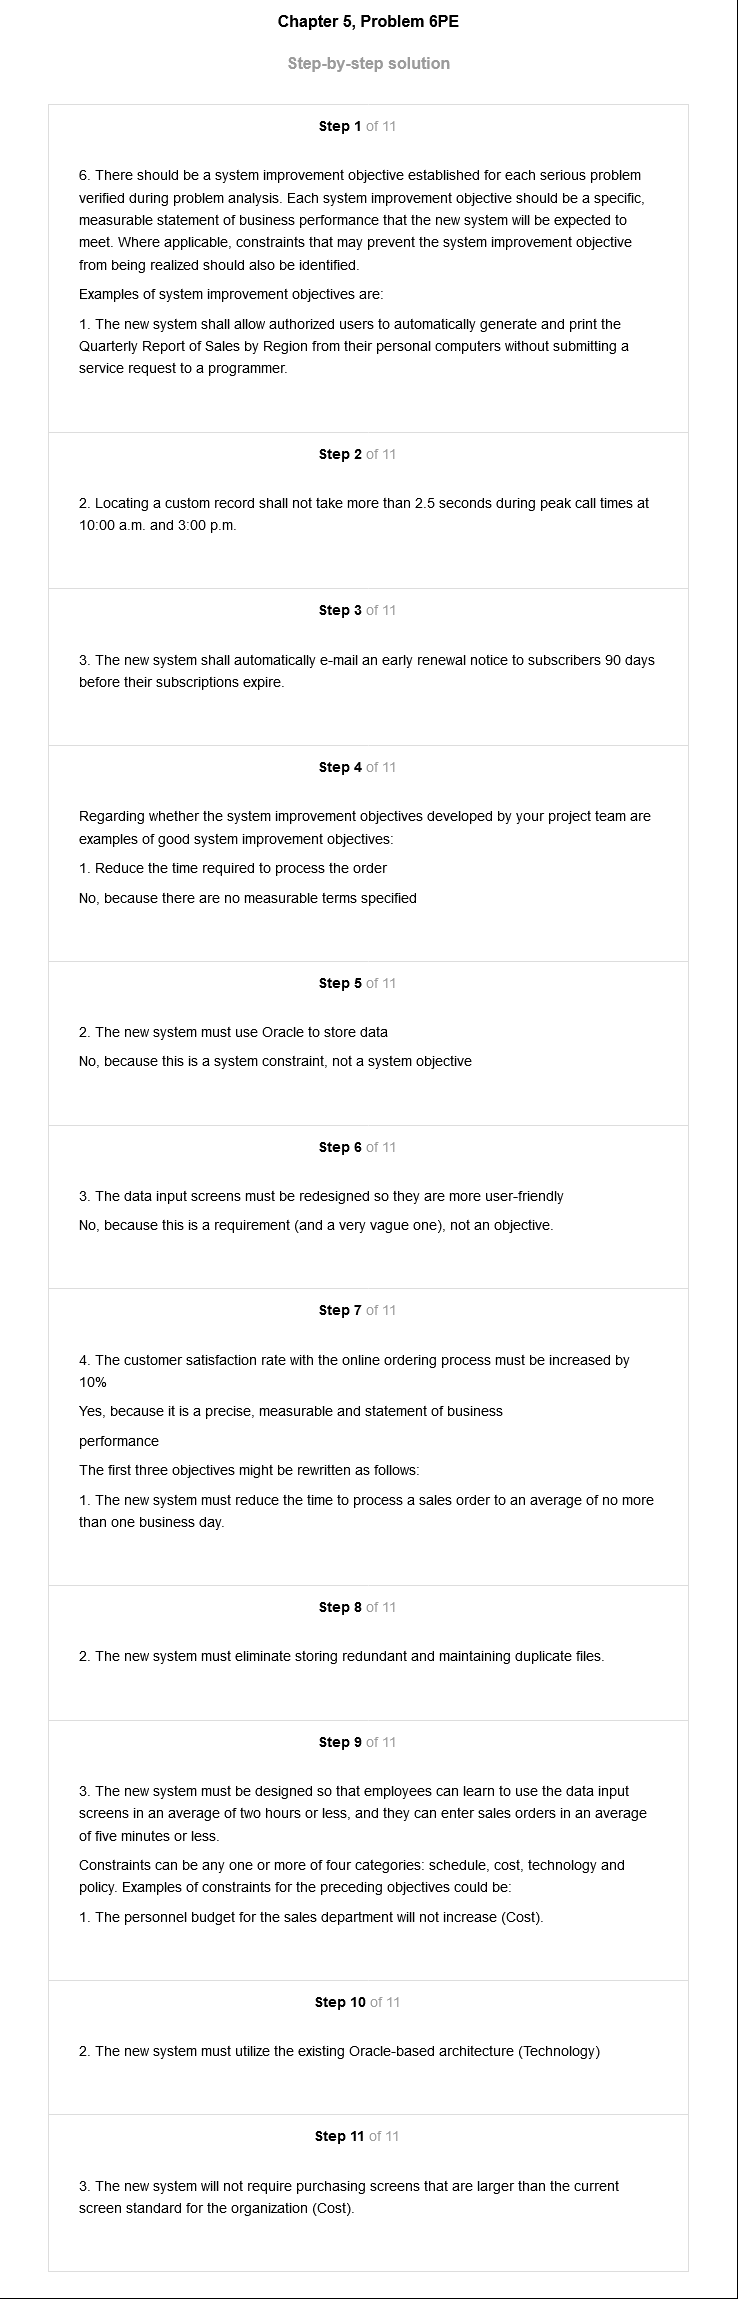 Chapter 5, Problem 6PE
Step-by-step solution
Step 1 of 11
6. There should be a system improvement objective established for each serious problem
verified during problem analysis. Each system improvement objective should be a specific,
measurable statement of business performance that the new system will be expected to
meet. Where applicable, constraints that may prevent the system improvement objective
from being realized should also be identified.
Examples of system improvement objectives are:
1. The new system shall allow authorized users to automatically generate and print the
Quarterly Report of Sales by Region from their personal computers without submitting a
service request to a programmer.
Step 2 of 11
2. Locating a custom record shall not take more than 2.5 seconds during peak call times at
10:00 a.m. and 3:00 p.m.
Step 3 of 11
3. The new system shall automatically e-mail an early renewal notice to subscribers 90 days
before their subscriptions expire.
Step 4 of 11
Regarding whether the system improvement objectives developed by your project team are
examples of good system improvement objectives:
1. Reduce the time required to process the order
No, because there are no measurable terms specified
Step 5 of 11
2. The new system must use Oracle to store data
No, because this is a system constraint, not a system objective
Step 6 of 11
3. The data input screens must be redesigned so they are more user-friendly
No, because this is a requirement (and a very vague one), not an objective.
Step 7 of 11
4. The customer satisfaction rate with the online ordering process must be increased by
10%
Yes, because it is a precise, measurable and statement of business
performance
The first three objectives might be rewritten as follows:
1. The new system must reduce the time to process a sales order to an average of no more
than one business day.
Step 8 of 11
2. The new system must eliminate storing redundant and maintaining duplicate files.
Step 9 of 11
3. The new system must be designed so that employees can learn to use the data input
screens in an average of two hours or less, and they can enter sales orders in an average
of five minutes or less.
Constraints can be any one or more of four categories: schedule, cost, technology and
policy. Examples of constraints for the preceding objectives could be:
1. The personnel budget for the sales department will not increase (Cost).
Step 10 of 11
2. The new system must utilize the existing Oracle-based architecture (Technology)
Step 11 of 11
3. The new system will not require purchasing screens that are larger than the current
screen standard for the organization (Cost).